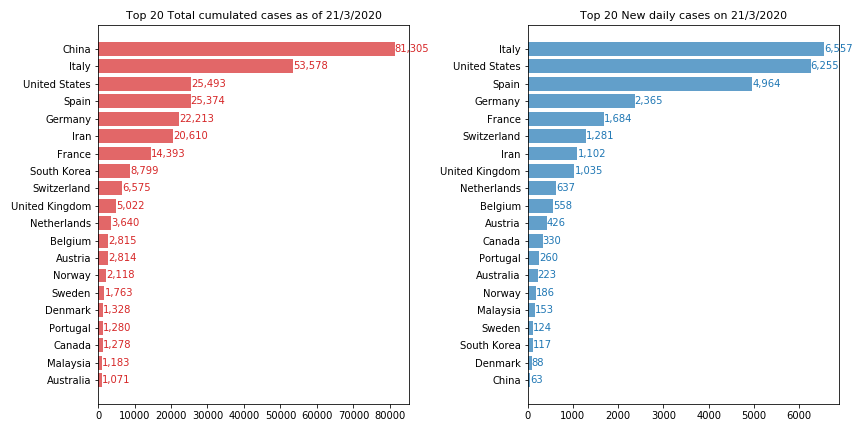 Top 20 Total cumulated cases as of 21/3/2020
China 81,305
Italy 53,578
United States 25,493
Spain 25,374
Germany 22,213
Iran 20,610
France 14,393
South Korea 8,799
Switzerland 6,575
United Kingdom 5,022
Netherlands 3,640
Belgium 2,815
Austria 2,814
Norway 2,118
Sweden 1,763
Denmark 1,328
Portugal 1,280
Canada 1,278
Malaysia 1,183
Australia 1,071
0 10000 20000 30000 40000 50000 60000 70000 80000
Top 20 New daily cases on 21/3/2020
Italy 6,557
United States 6,255
Spain 4,964
Germany 2,365
France 1,684
Switzerland 1,281
Iran 1,102
United Kingdom 1,035
Netherlands 637
Belgium 558
Austria 426
Canada 330
Portugal 260
Australia 223
Norway 186
Malaysia 153
Sweden 124
South Korea 117
Denmark 88
China 63
0 1000 2000 3000 4000 5000 6000